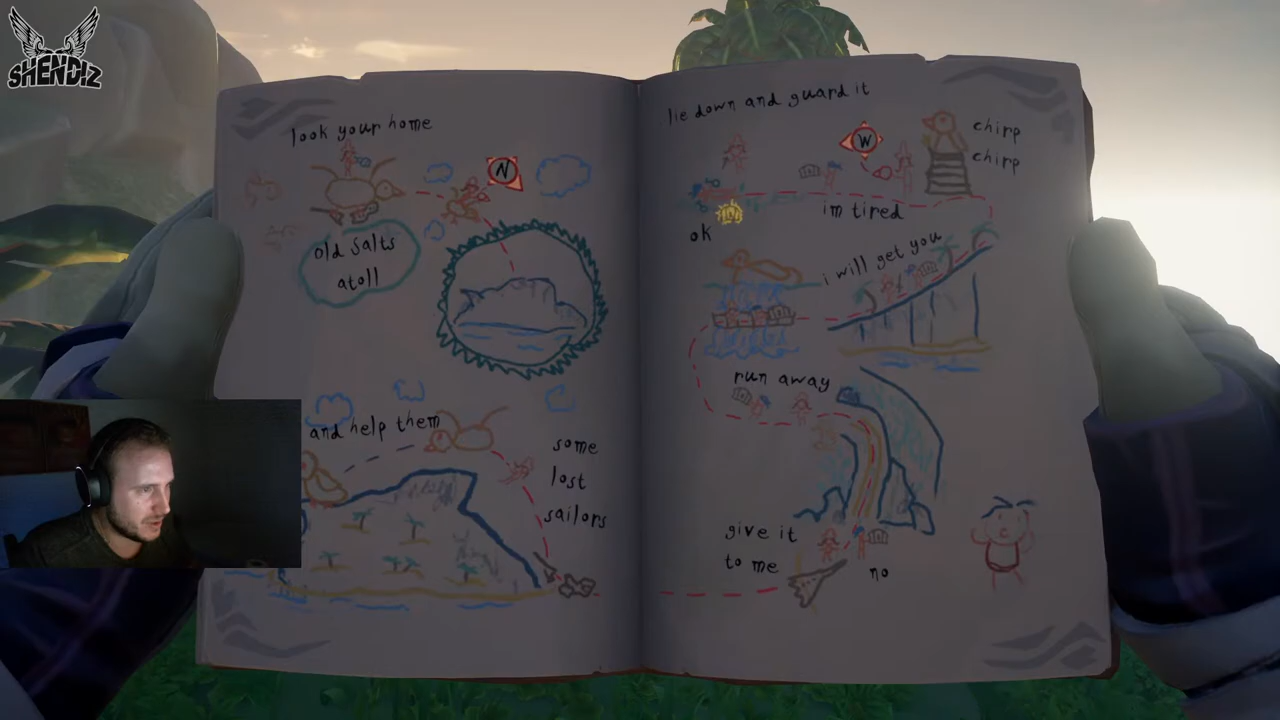 SHENDIZ
look your home
N
old salts
atoll
and help them
some
lost
sailors
lie down and guard it
W
chirp
chirp
im tired
ok
i will get you
run away
give it
to me
no